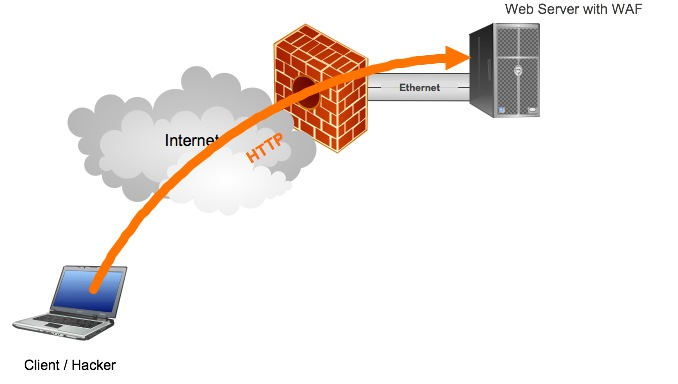 Web Server with WAF
Ethernet
Internet
HTTP
Client / Hacker